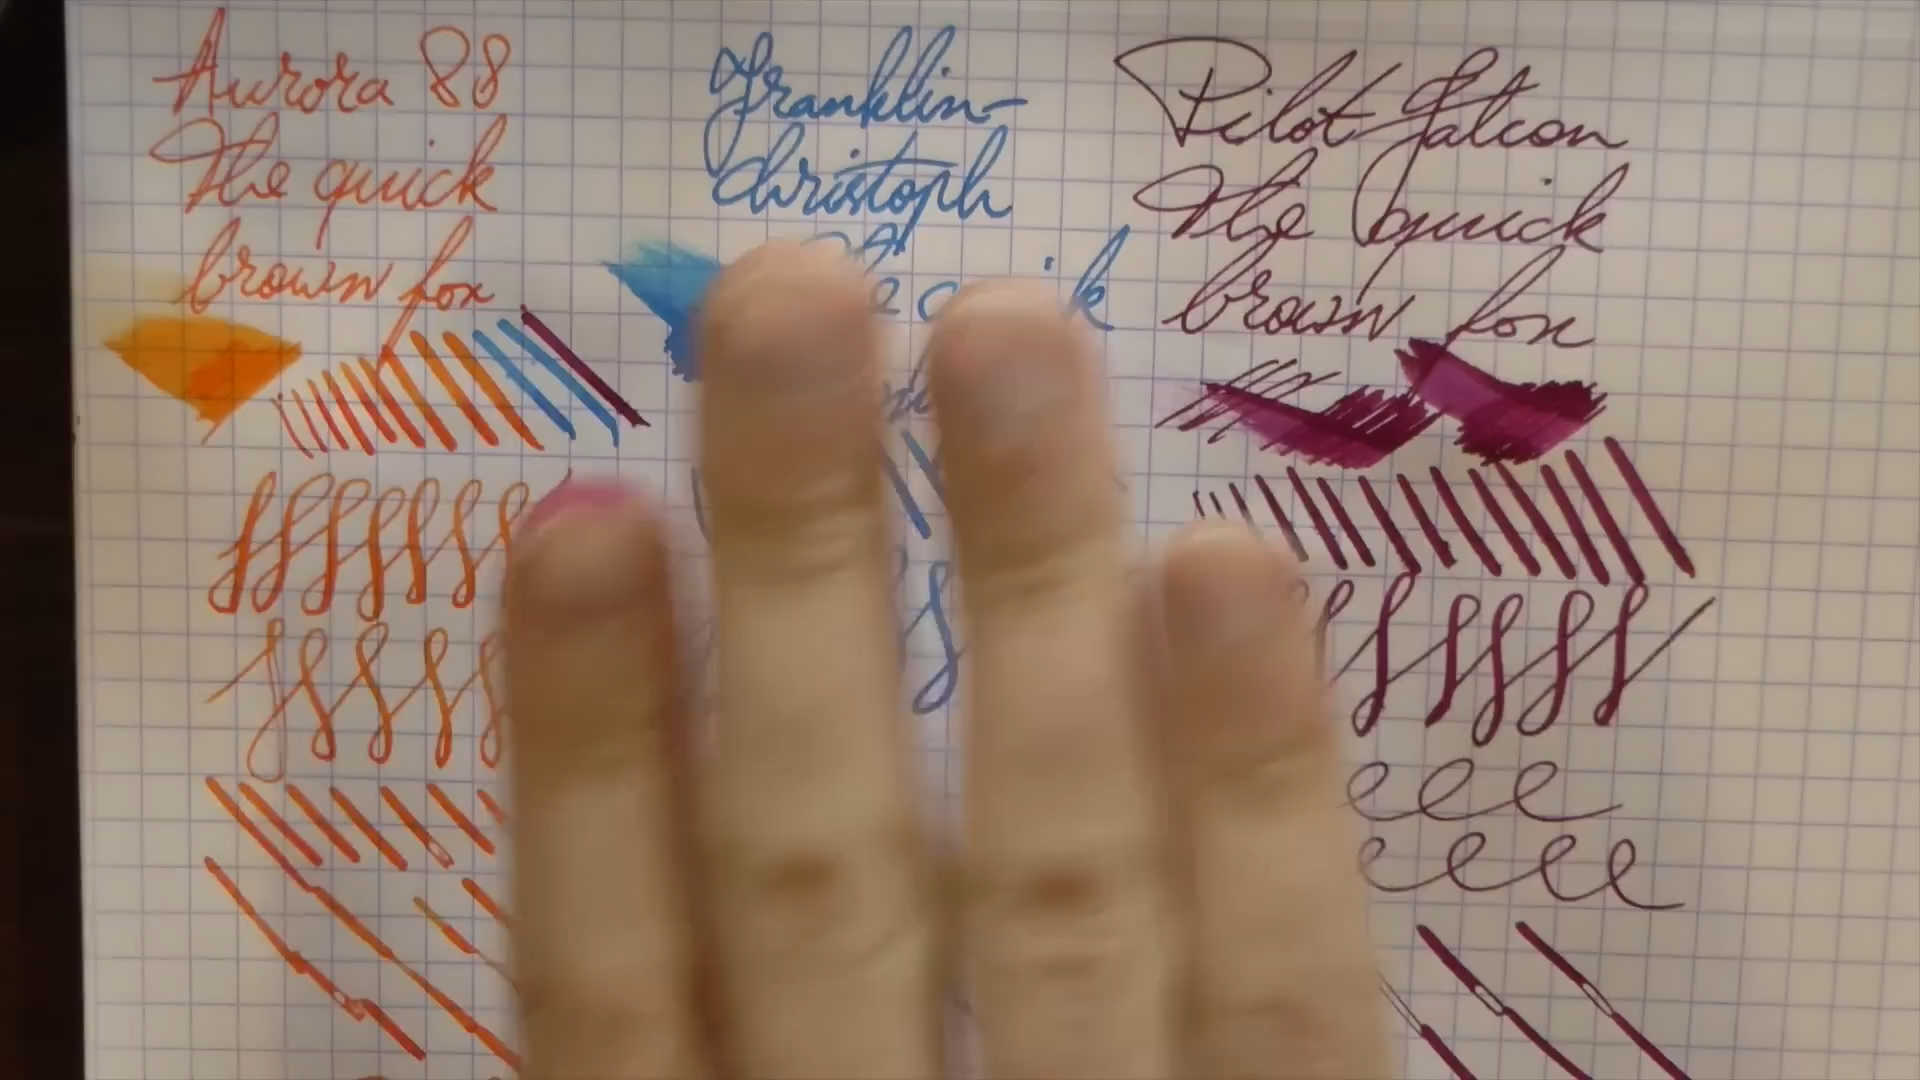 Aurora 88
The quick
brown fox
Franklin-
Christoph
Pilot Falcon
The quick
brown fox